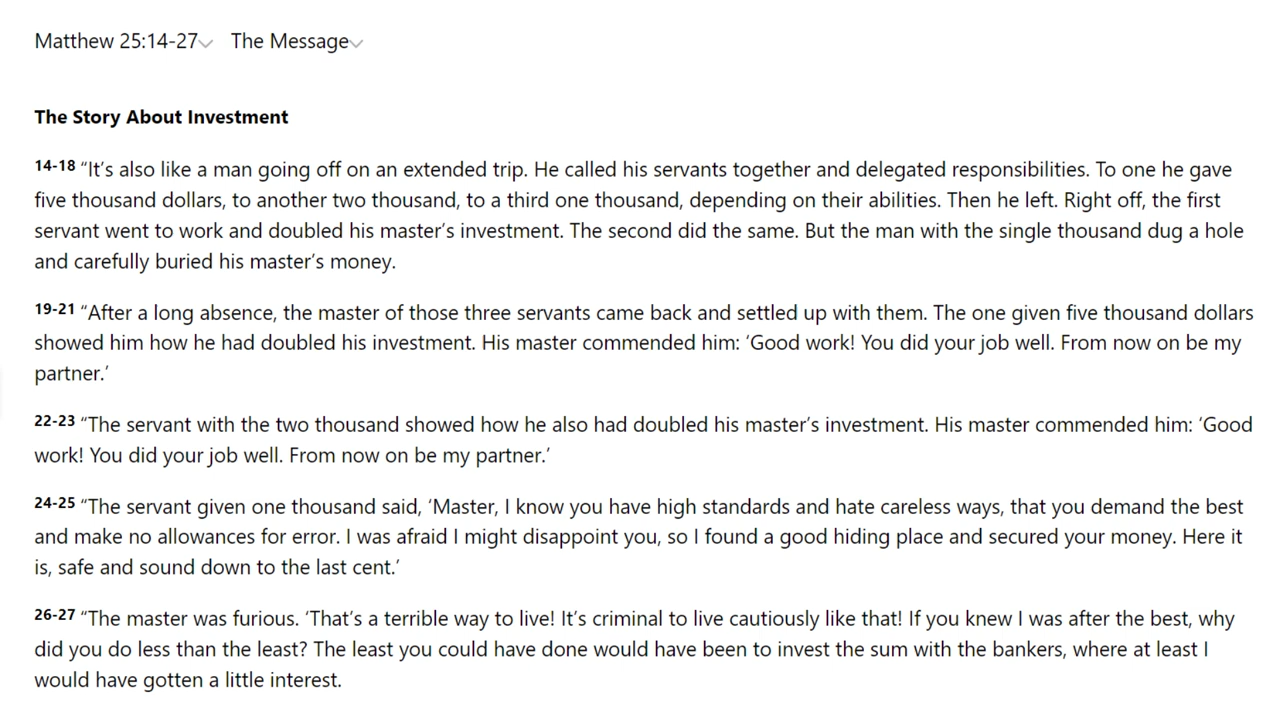 Matthew 25:14-27 The Message
The Story About Investment
14-18 “It’s also like a man going off on an extended trip. He called his servants together and delegated responsibilities. To one he gave
five thousand dollars, to another two thousand, to a third one thousand, depending on their abilities. Then he left. Right off, the first
servant went to work and doubled his master’s investment. The second did the same. But the man with the single thousand dug a hole
and carefully buried his master’s money.
19-21 “After a long absence, the master of those three servants came back and settled up with them. The one given five thousand dollars
showed him how he had doubled his investment. His master commended him: ‘Good work! You did your job well. From now on be my
partner.’
22-23 “The servant with the two thousand showed how he also had doubled his master’s investment. His master commended him: ‘Good
work! You did your job well. From now on be my partner.’
24-25 “The servant given one thousand said, ‘Master, I know you have high standards and hate careless ways, that you demand the best
and make no allowances for error. I was afraid I might disappoint you, so I found a good hiding place and secured your money. Here it
is, safe and sound down to the last cent.’
26-27 “The master was furious. ‘That’s a terrible way to live! It’s criminal to live cautiously like that! If you knew I was after the best, why
did you do less than the least? The least you could have done would have been to invest the sum with the bankers, where at least I
would have gotten a little interest.